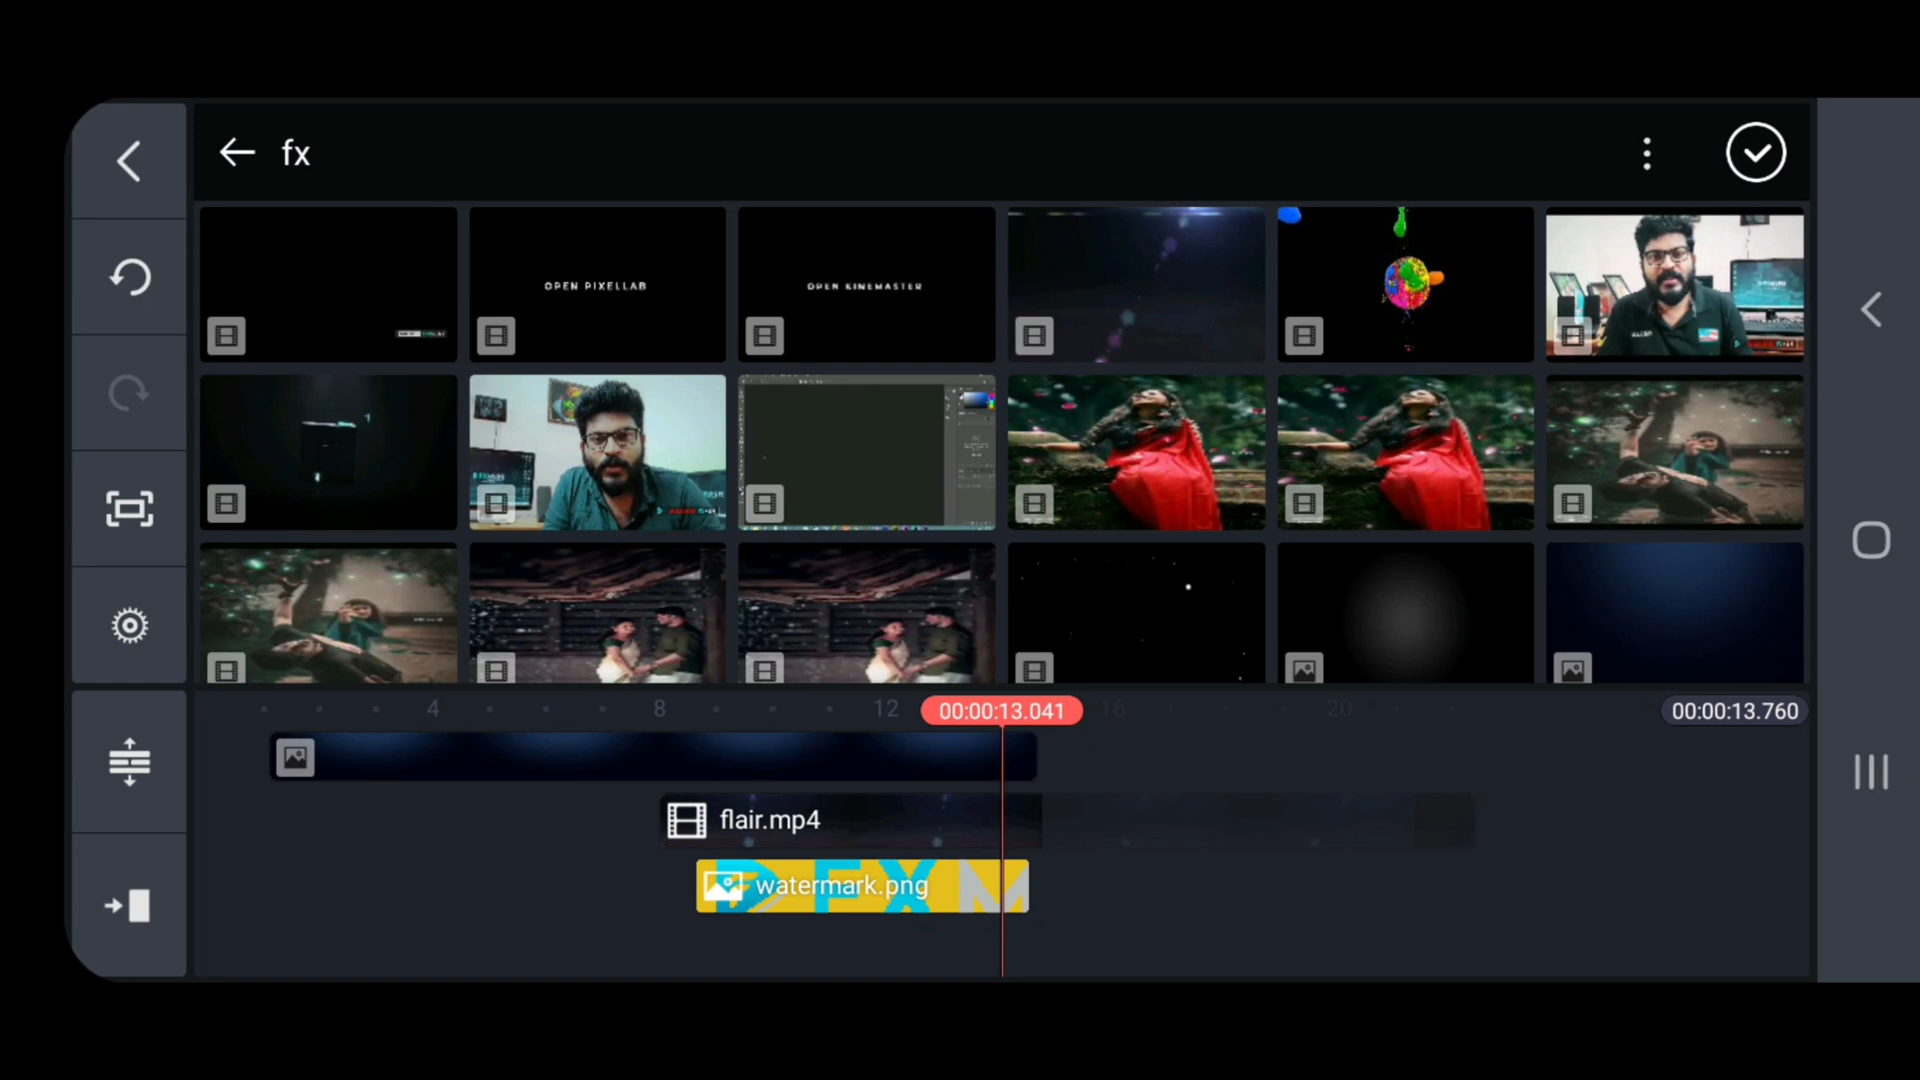 fx
OPEN PIXELLAB
OPEN KINEMASTER
4
8
12
00:00:13.041
16
20
00:00:13.760
flair.mp4
watermark.png